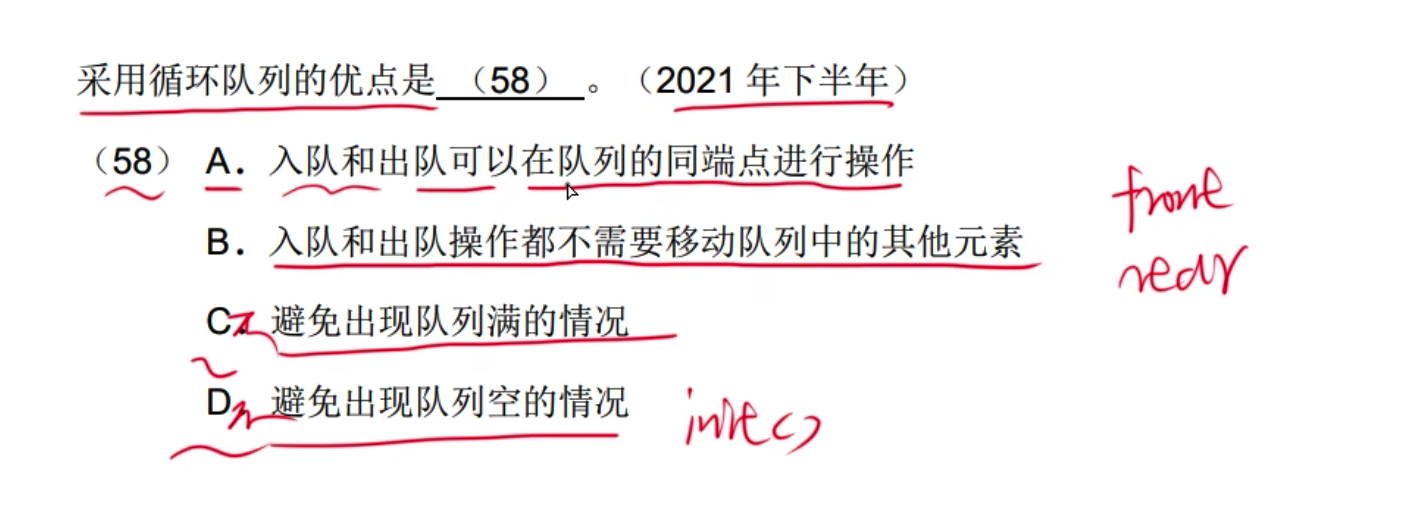 采用循环队列的优点是 （58） 。（2021 年下半年）
（58） A．入队和出队可以在队列的同端点进行操作
front
B．入队和出队操作都不需要移动队列中的其他元素
rear
C．避免出现队列满的情况
D．避免出现队列空的情况
init()